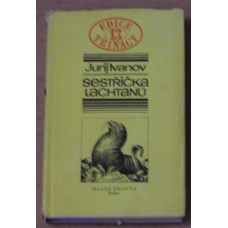 EDICE
13
TŘINÁCT
Jurij Ivanov
SESTŘIČKA
LACHTANŮ
MLADÁ FRONTA
Praha